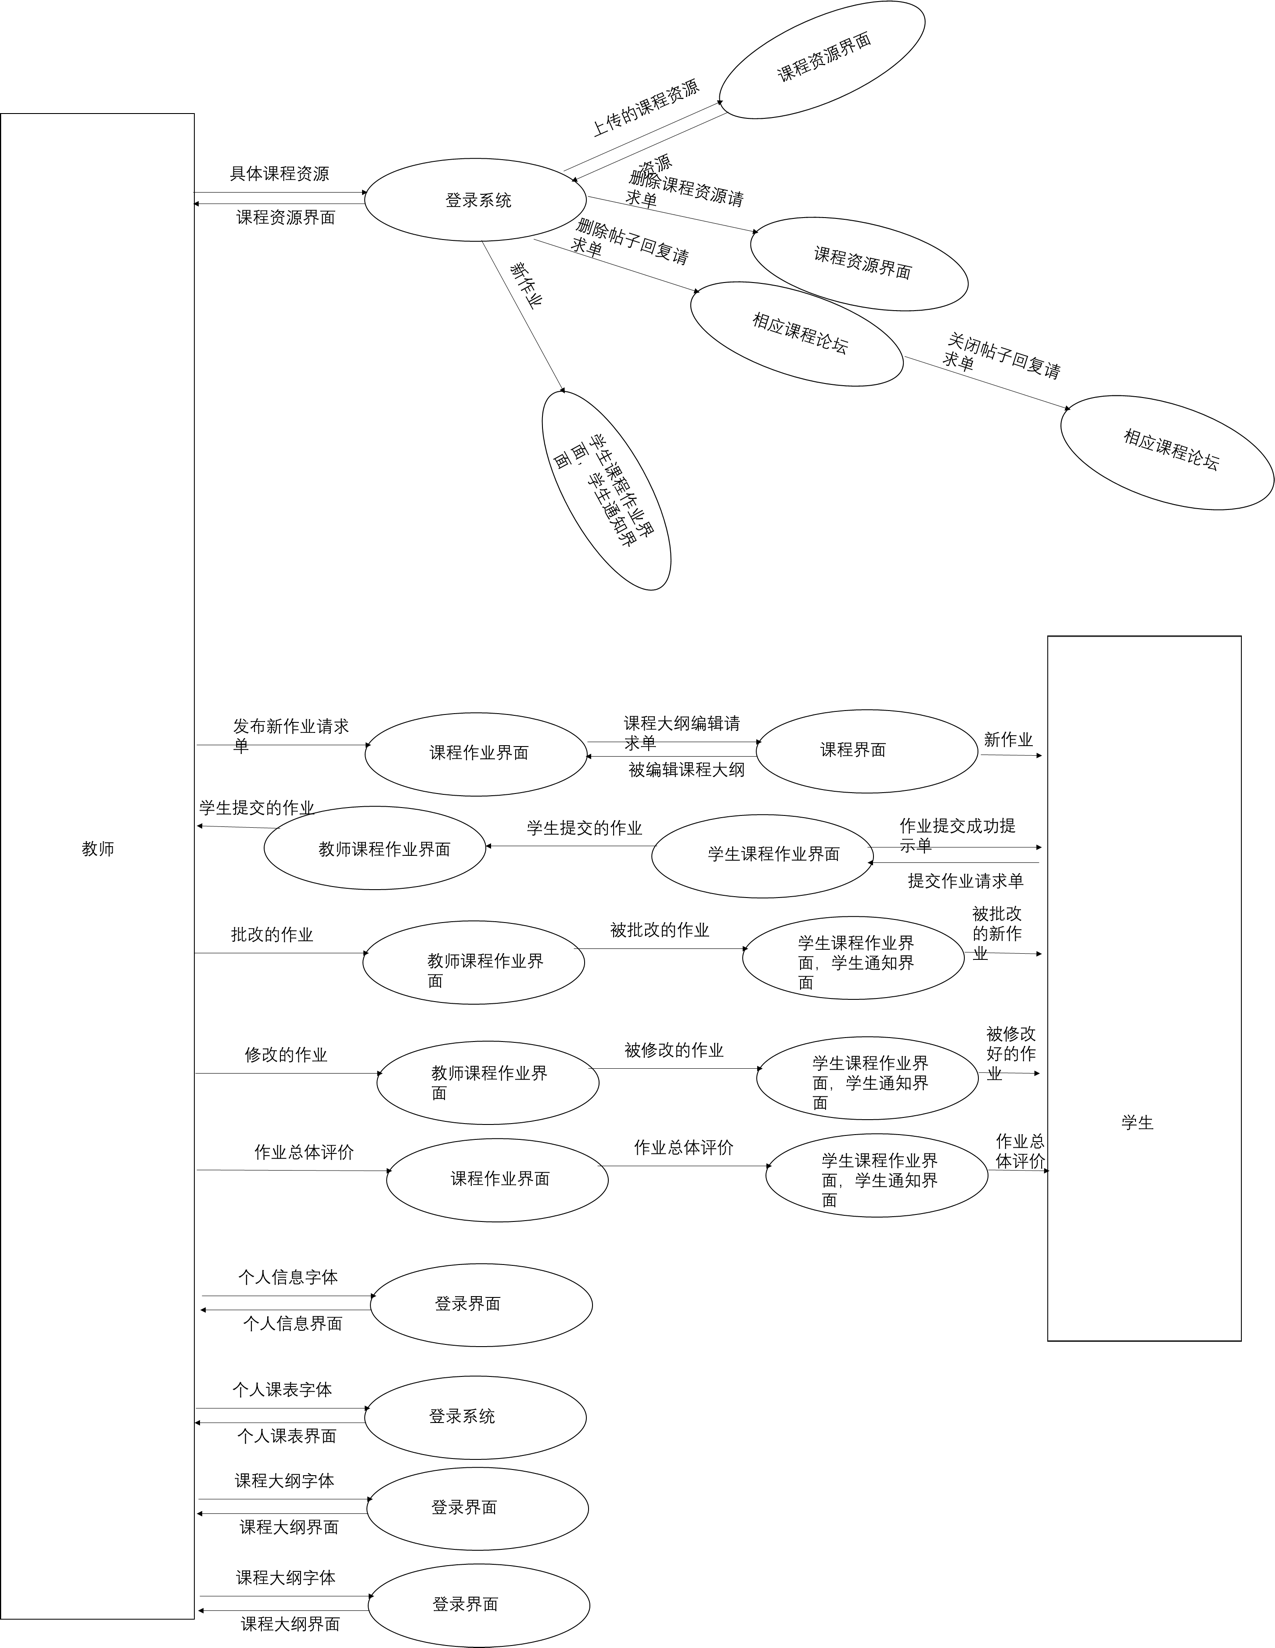 课程资源界面
上传的课程资源
资源
具体课程资源
课程资源界面
登录系统
删除课程资源请
求单
课程资源界面
删除帖子回复请
求单
相应课程论坛
关闭帖子回复请
求单
相应课程论坛
新作业
学生课程作业界
面，学生通知界
面
教师
学生
发布新作业请求
单
课程作业界面
课程大纲编辑请
求单
被编辑课程大纲
课程界面
新作业
学生提交的作业
教师课程作业界面
学生提交的作业
学生课程作业界面
作业提交成功提
示单
提交作业请求单
批改的作业
教师课程作业界
面
被批改的作业
学生课程作业界
面，学生通知界
面
被批改
的新作
业
修改的作业
教师课程作业界
面
被修改的作业
学生课程作业界
面，学生通知界
面
被修改
好的作
业
作业总体评价
课程作业界面
作业总体评价
学生课程作业界
面，学生通知界
面
作业总
体评价
个人信息字体
个人信息界面
登录界面
个人课表字体
个人课表界面
登录系统
课程大纲字体
课程大纲界面
登录界面
课程大纲字体
课程大纲界面
登录界面